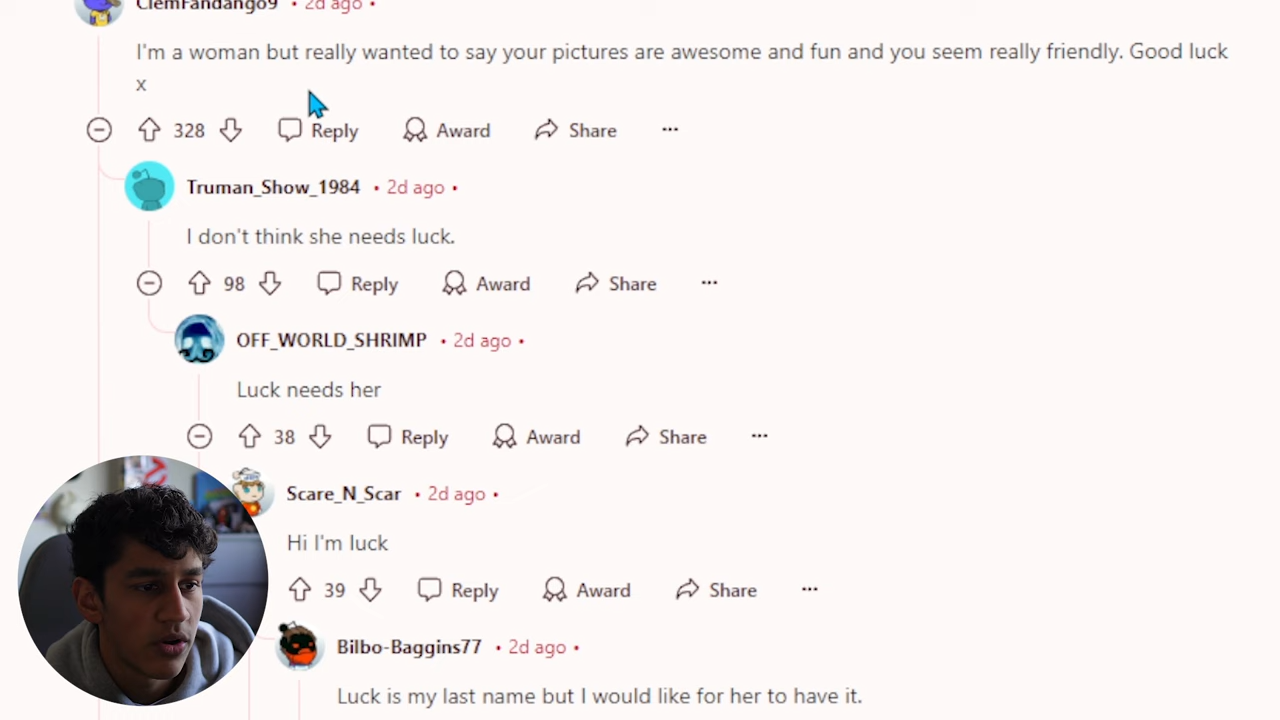 ClemFandango9 • 2d ago •
I'm a woman but really wanted to say your pictures are awesome and fun and you seem really friendly. Good luck
x
328 Reply Award Share ...
Truman_Show_1984 • 2d ago •
I don't think she needs luck.
98 Reply Award Share ...
OFF_WORLD_SHRIMP • 2d ago •
Luck needs her
38 Reply Award Share ...
Scare_N_Scar • 2d ago •
Hi I'm luck
39 Reply Award Share ...
Bilbo-Baggins77 • 2d ago •
Luck is my last name but I would like for her to have it.